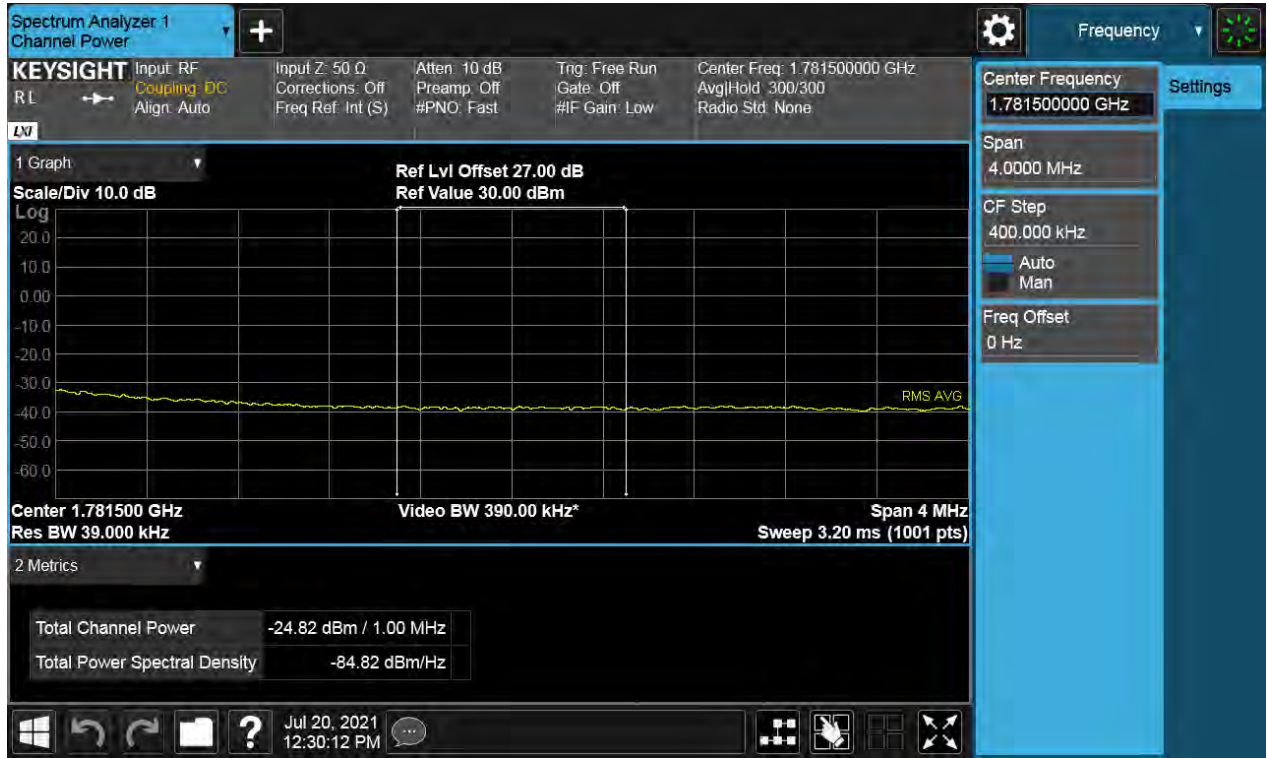 Spectrum Analyzer 1
Channel Power
+
Frequency
KEYSIGHT
RL
LXI
Input: RF
Coupling: DC
Align: Auto
Input Z: 50 Ω
Corrections: Off
Freq Ref: Int (S)
Atten: 10 dB
Preamp: Off
#PNO: Fast
Trig: Free Run
Gate: Off
#IF Gain: Low
Center Freq: 1.781500000 GHz
Avg|Hold: 300/300
Radio Std: None
Center Frequency
1.781500000 GHz
Settings
Span
4.0000 MHz
CF Step
400.000 kHz
Auto
Man
Freq Offset
0 Hz
1 Graph
Ref Lvl Offset 27.00 dB
Scale/Div 10.0 dB
Ref Value 30.00 dBm
Log
20.0
10.0
0.00
-10.0
-20.0
-30.0
-40.0
-50.0
-60.0
RMS AVG
Center 1.781500 GHz
Video BW 390.00 kHz*
Span 4 MHz
Res BW 39.000 kHz
Sweep 3.20 ms (1001 pts)
2 Metrics
Total Channel Power -24.82 dBm / 1.00 MHz
Total Power Spectral Density -84.82 dBm/Hz
?
Jul 20, 2021
12:30:12 PM